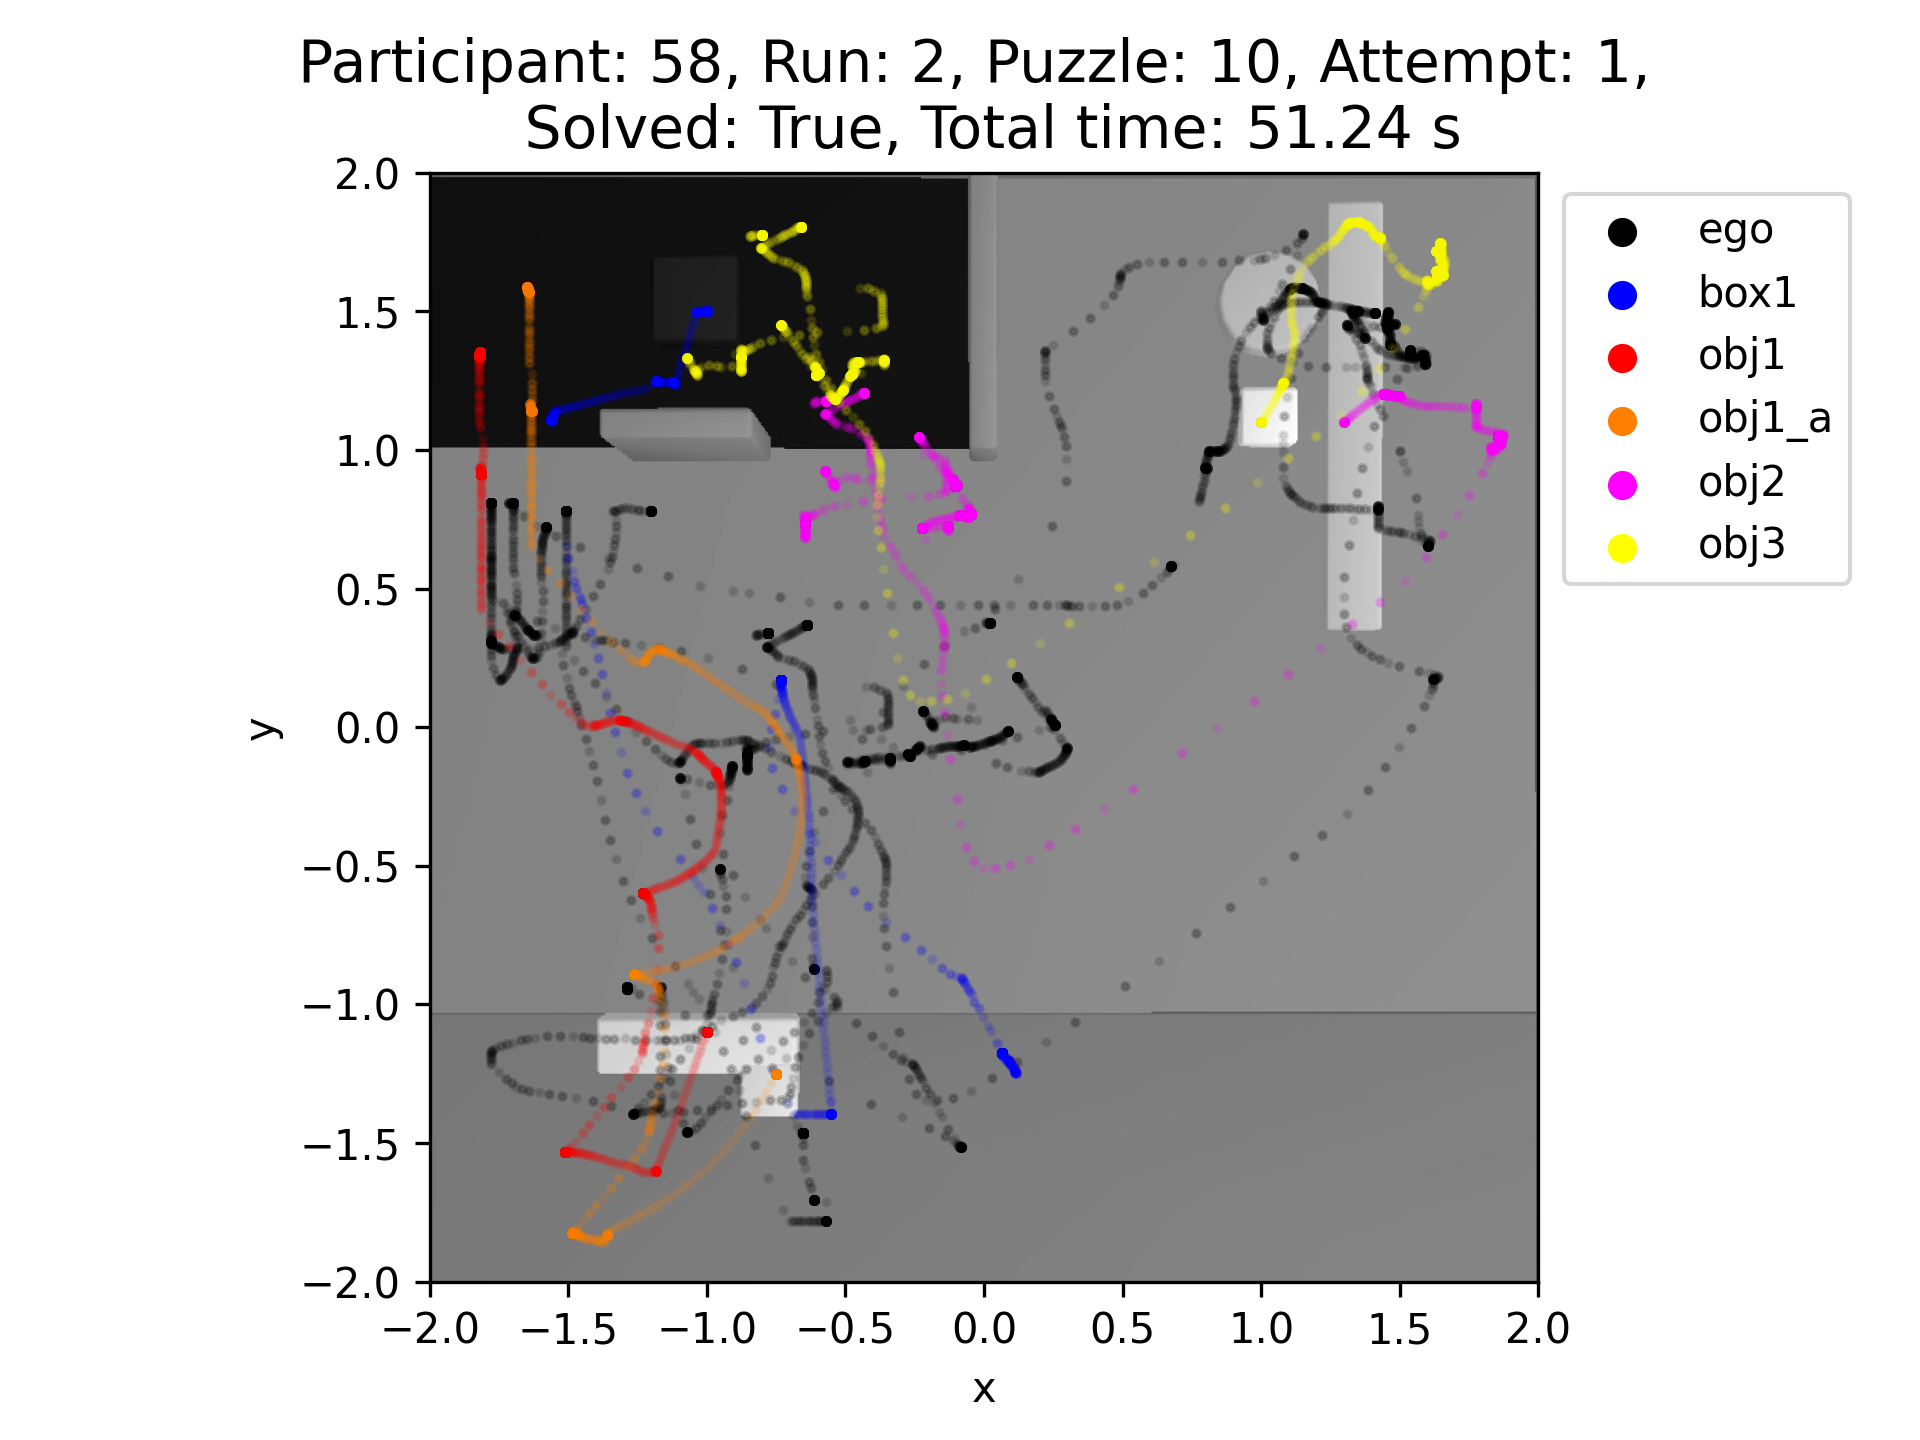 Participant: 58, Run: 2, Puzzle: 10, Attempt: 1,
Solved: True, Total time: 51.24 s
2.0
1.5
1.0
0.5
0.0
−0.5
−1.0
−1.5
−2.0
y
−2.0 −1.5 −1.0 −0.5 0.0 0.5 1.0 1.5 2.0
x
ego
box1
obj1
obj1_a
obj2
obj3